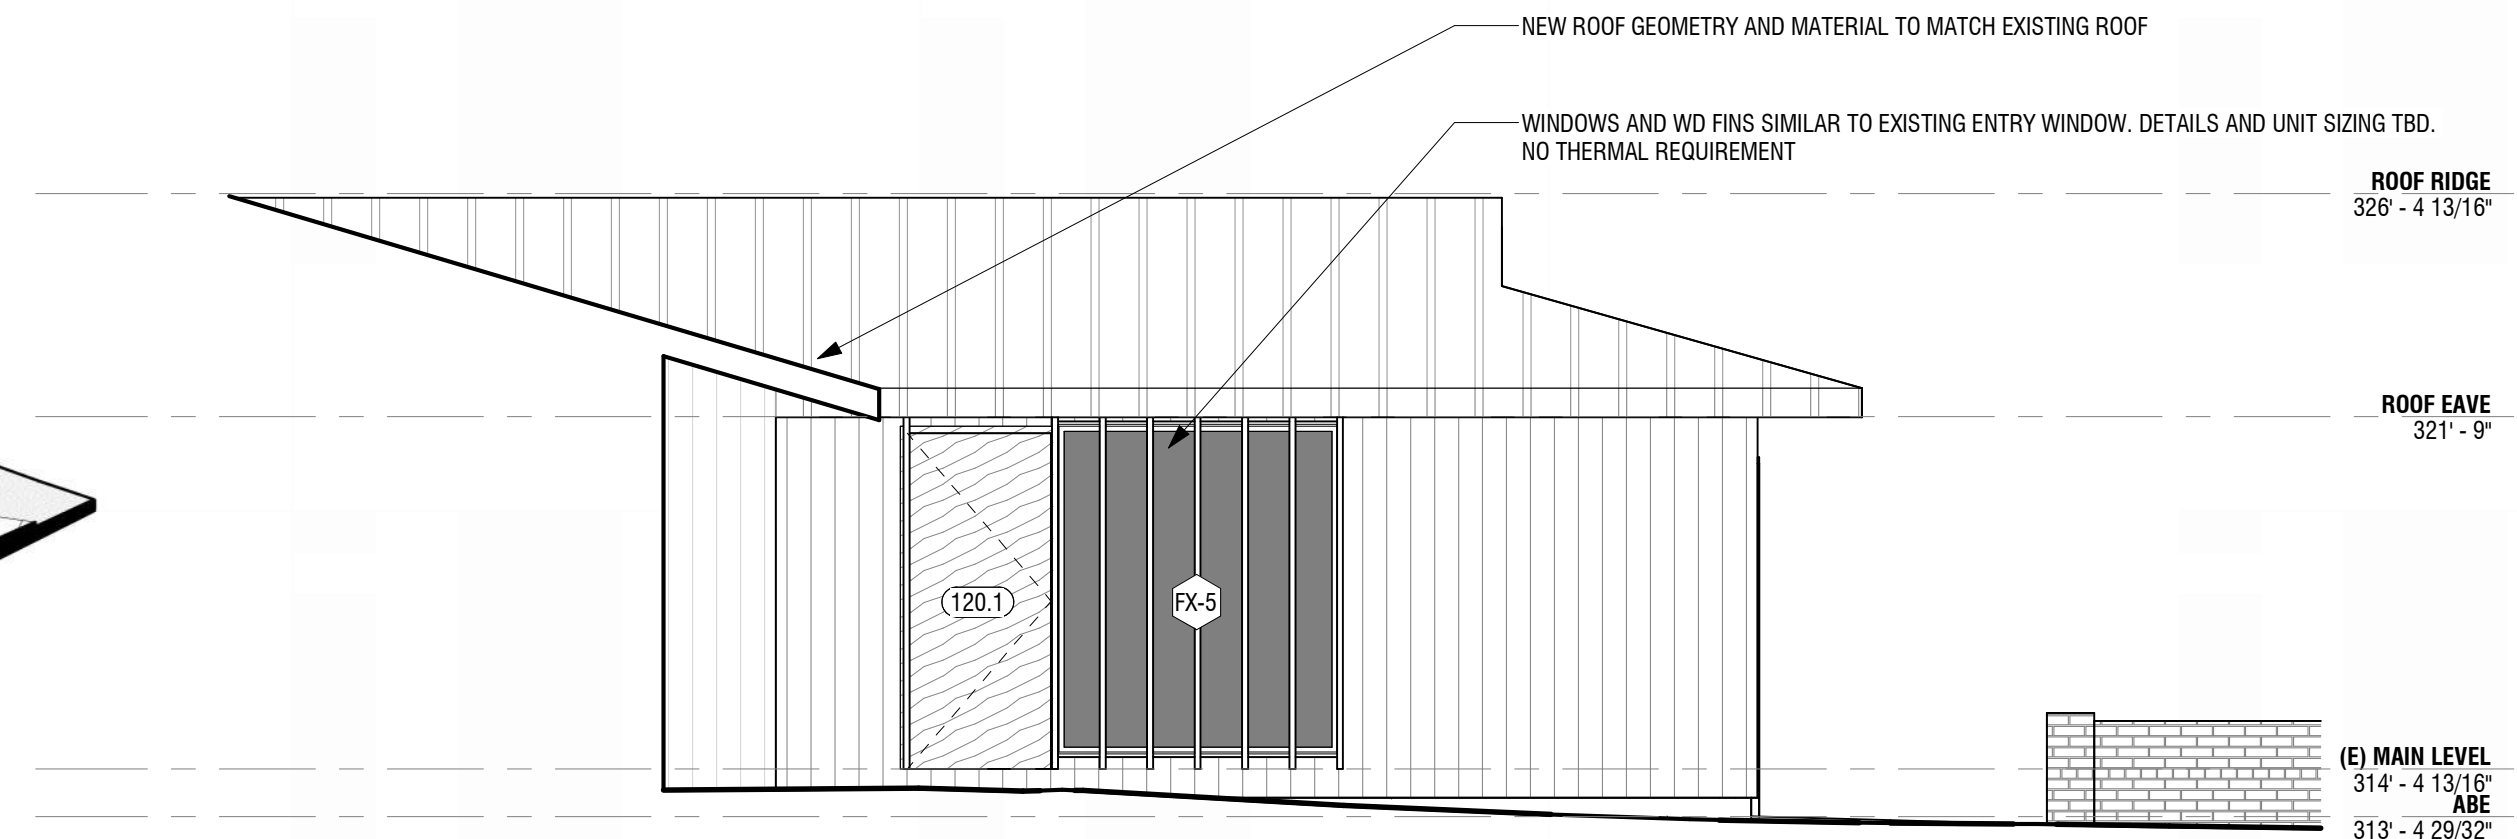 NEW ROOF GEOMETRY AND MATERIAL TO MATCH EXISTING ROOF
WINDOWS AND WD FINS SIMILAR TO EXISTING ENTRY WINDOW. DETAILS AND UNIT SIZING TBD.
NO THERMAL REQUIREMENT
ROOF RIDGE
326' - 4 13/16"
ROOF EAVE
321' - 9"
120.1
FX-5
(E) MAIN LEVEL
314' - 4 13/16"
ABE
313' - 4 29/32"